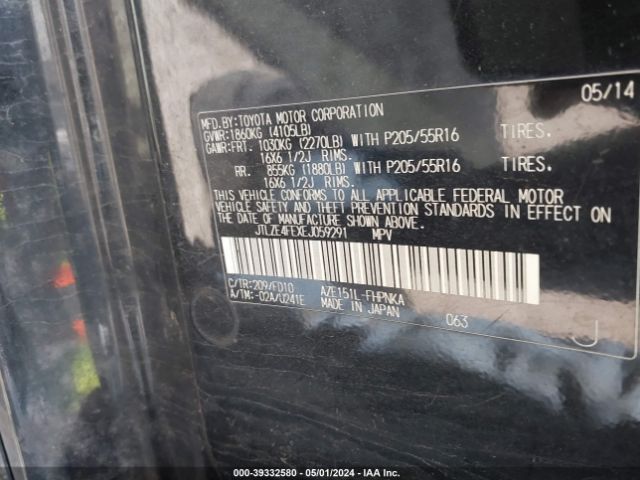 MFD.BY:TOYOTA MOTOR CORPORATION 05/14
GVWR:1860KG (4105LB)
GAWR:FRT. 1030KG (2270LB) WITH P205/55R16 TIRES.
16X6 1/2J RIMS.
RR. 855KG (1880LB) WITH P205/55R16 TIRES.
16X6 1/2J RIMS.
THIS VEHICLE CONFORMS TO ALL APPLICABLE FEDERAL MOTOR
VEHICLE SAFETY AND THEFT PREVENTION STANDARDS IN EFFECT ON
THE DATE OF MANUFACTURE SHOWN ABOVE.
JTLZE4FEXEJ059291 MPV
C/TR:209/FD10 AZE151L-FHPNKA
A/TM:-02A/U241E MADE IN JAPAN 063 J
000-39332580 - 05/01/2024 - IAA Inc.